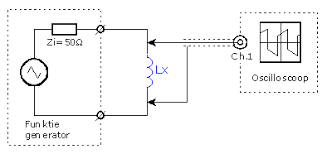 Zi=50Ω
Lx
Ch.1
Oscilloscoop
Funktie
generator